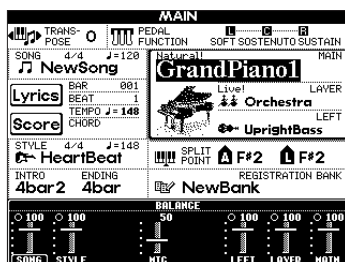 MAIN
TRANS-
POSE 0
PEDAL
FUNCTION
L C R
SOFT SOSTENUTO SUSTAIN
SONG 4/4 ♩=120
NewSong
Lyrics
Score
BAR 001
BEAT 1
TEMPO ♩= 148
CHORD
Natural! MAIN
GrandPiano1
Live! LAYER
Orchestra
LEFT
UprightBass
STYLE 4/4 ♩=148
HeartBeat
SPLIT
POINT A F#2 L F#2
INTRO ENDING
4bar2 4bar
REGISTRATION BANK
NewBank
BALANCE
100 100 50 100 100 100
SONG STYLE MIC LEFT LAYER MAIN